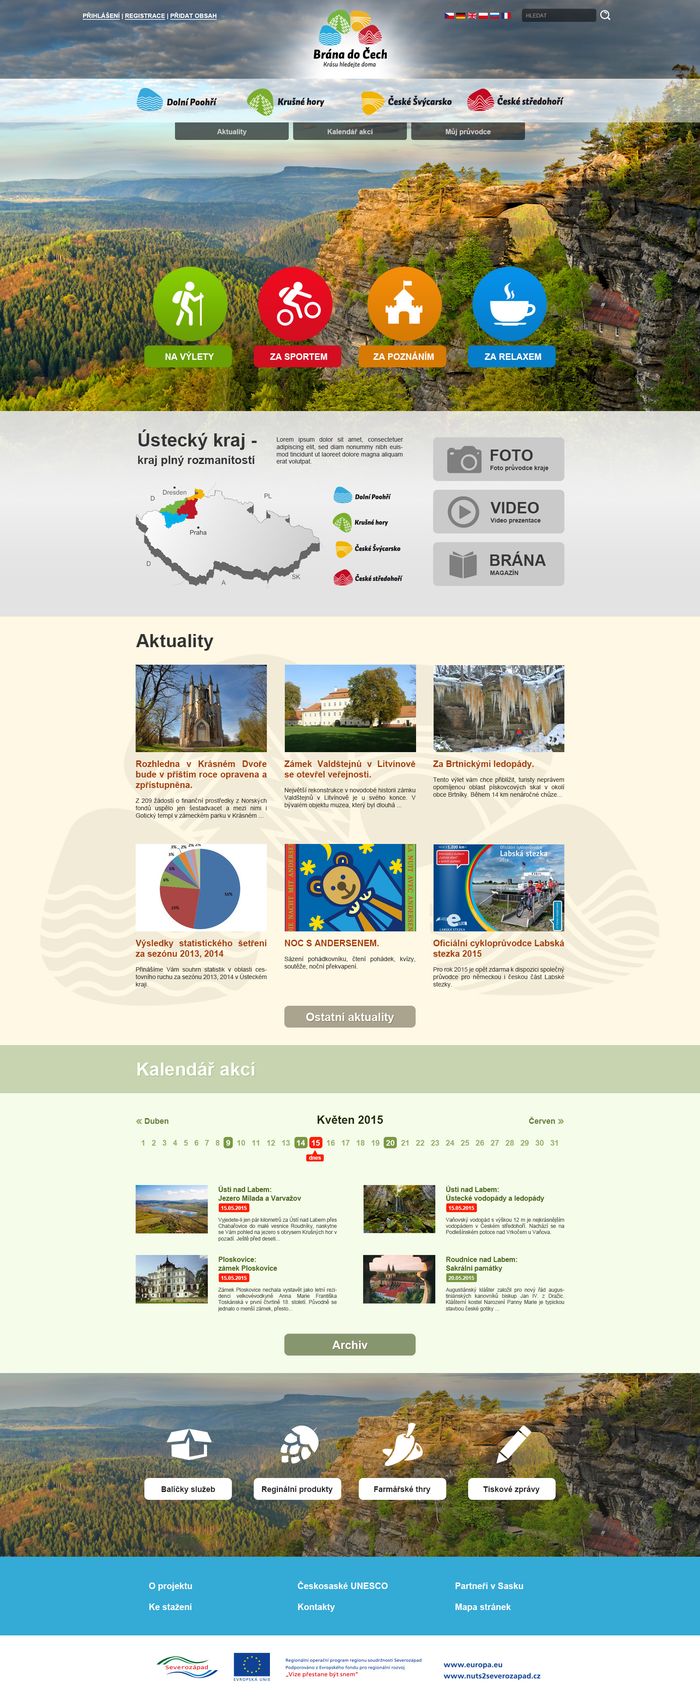 PŘIHLÁŠENÍ | REGISTRACE | PŘIDAT OBSAH
HLEDAT
Brána do Čech
Krásu hledejte doma
Dolní Poohří
Krušné hory
České Švýcarsko
České středohoří
Aktuality
Kalendář akcí
Můj průvodce
NA VÝLETY
ZA SPORTEM
ZA POZNÁNÍM
ZA RELAXEM
Ústecký kraj -
kraj plný rozmanitostí
Lorem ipsum dolor sit amet, consectetuer
adipiscing elit, sed diam nonummy nibh euis-
mod tincidunt ut laoreet dolore magna aliquam
erat volutpat.
FOTO
Foto průvodce kraje
VIDEO
Video prezentace
BRÁNA
MAGAZÍN
D
Dresden
PL
Praha
D
A
SK
Dolní Poohří
Krušné hory
České Švýcarsko
České středohoří
Aktuality
Rozhledna v Krásném Dvoře
bude v příštím roce opravena a
zpřístupněna.
Z 209 žádostí o finanční prostředky z Norských
fondů uspělo jen šestadvacet a mezi nimi i
Gotický templ v zámeckém parku v Krásném ...
Zámek Valdštejnů v Litvínově
se otevřel veřejnosti.
Největší rekonstrukce v novodobé historii zámku
Valdštejnů v Litvínově je u svého konce. V
bývalém objektu muzea, který byl dlouhá ...
Za Brtnickými ledopády.
Tento výlet vám chce přiblížit, turisty neprávem
opomíjenou oblast pískovcových skal v okolí
obce Brtníky. Během 14 km nenáročné chůze...
Výsledky statistického šetření
za sezónu 2013, 2014
Přinášíme Vám souhrn statistik v oblasti ces-
tovního ruchu za sezónu 2013, 2014 v Ústeckém
kraji.
NOC S ANDERSENEM.
Sázení pohádkovníku, čtení pohádek, kvízy,
soutěže, noční překvapení.
Labská stezka
Oficiální cykloprůvodce Labská
stezka 2015
Pro rok 2015 je opět zdarma k dispozici společný
průvodce pro německou i českou část Labské
stezky.
Ostatní aktuality
Kalendář akcí
« Duben
Květen 2015
Červen »
1 2 3 4 5 6 7 8 9 10 11 12 13 14 15 16 17 18 19 20 21 22 23 24 25 26 27 28 29 30 31
dnes
Ústí nad Labem:
Jezero Milada a Varvažov
15.05.2015
Vyjedete-li jen pár kilometrů za Ústí nad Labem přes
Chabařovice do malé vesnice Roudníky, naskytne
se Vám pohled na jezero s obrysem Krušných hor v
pozadí. Ještě před deseti...
Ústí nad Labem:
Ústecké vodopády a ledopády
15.05.2015
Vaňovský vodopád s výškou 12 m je nejkrásnějším
vodopádem v Českém středohoří. Nachází se na
Podlešínském potoce nad Vrkočem u Vaňova.
Ploskovice:
zámek Ploskovice
15.05.2015
Zámek Ploskovice nechala vystavět jako letní rezi-
denci velkovévodkyně Anna Marie Františka
Toskánská v první čtvrtině 18. století. Původně se
jednalo o menší zámek, přesto...
Roudnice nad Labem:
Sakrální památky
20.05.2015
Augustiánský klášter založil pro nový řád augus-
tiniánských kanovníků biskup Jan IV. z Dražic.
Klášterní kostel Narození Panny Marie je typickou
stavbou české gotiky ...
Archiv
Balíčky služeb
Reginální produkty
Farmářské thry
Tiskové zprávy
O projektu
Českosaské UNESCO
Partneři v Sasku
Ke stažení
Kontakty
Mapa stránek
Severozápad
EVROPSKÁ UNIE
Regionální operační program regionu soudržnosti Severozápad
Podporováno z Evropského fondu pro regionální rozvoj
„Vize přestane být snem"
www.europa.eu
www.nuts2severozapad.cz